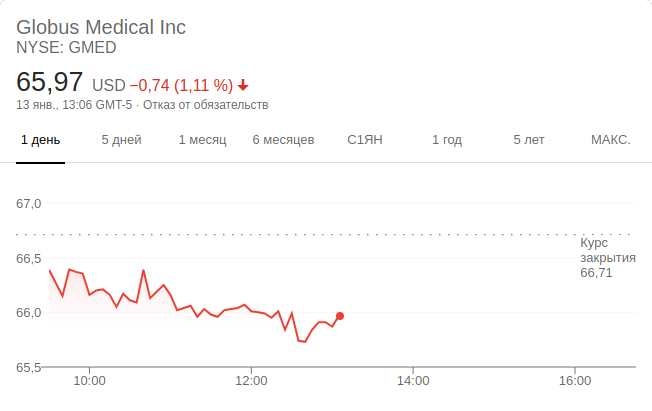 Globus Medical Inc
NYSE: GMED
65,97 USD −0,74 (1,11 %)
13 янв., 13:06 GMT-5 · Отказ от обязательств
1 день 5 дней 1 месяц 6 месяцев С1ЯН 1 год 5 лет МАКС.
67,0
Курс
закрытия
66,71
66,5
66,0
65,5
10:00 12:00 14:00 16:00